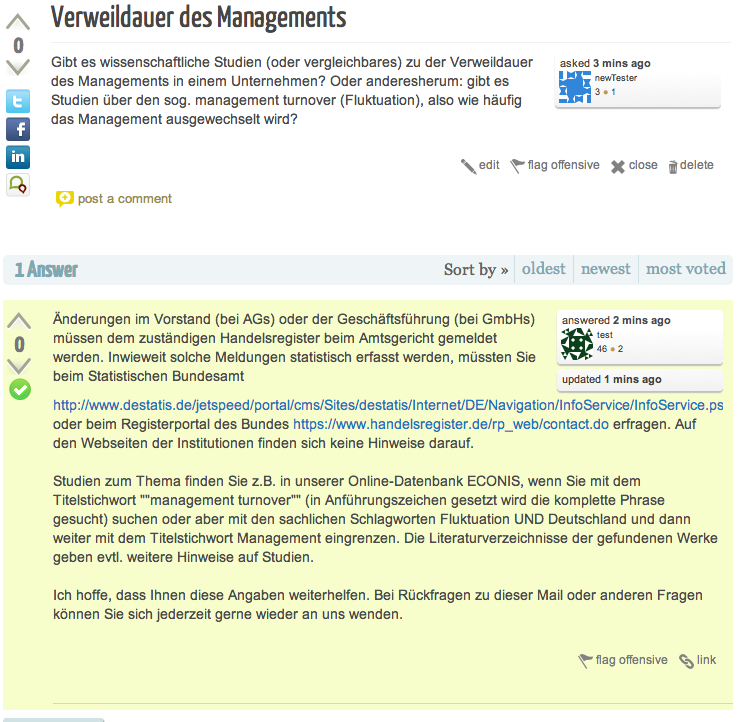 Verweildauer des Managements
0
Gibt es wissenschaftliche Studien (oder vergleichbares) zu der Verweildauer
des Managements in einem Unternehmen? Oder anderesherum: gibt es
Studien über den sog. management turnover (Fluktuation), also wie häufig
das Management ausgewechselt wird?
asked 3 mins ago
newTester
3 ● 1
edit flag offensive close delete
post a comment
1 Answer
Sort by » oldest newest most voted
0
Änderungen im Vorstand (bei AGs) oder der Geschäftsführung (bei GmbHs)
müssen dem zuständigen Handelsregister beim Amtsgericht gemeldet
werden. Inwieweit solche Meldungen statistisch erfasst werden, müssten Sie
beim Statistischen Bundesamt
answered 2 mins ago
test
46 ● 2
updated 1 mins ago
http://www.destatis.de/jetspeed/portal/cms/Sites/destatis/Internet/DE/Navigation/InfoService/InfoService.ps
oder beim Registerportal des Bundes https://www.handelsregister.de/rp_web/contact.do erfragen. Auf
den Webseiten der Institutionen finden sich keine Hinweise darauf.
Studien zum Thema finden Sie z.B. in unserer Online-Datenbank ECONIS, wenn Sie mit dem
Titelstichwort ""management turnover"" (in Anführungszeichen gesetzt wird die komplette Phrase
gesucht) suchen oder aber mit den sachlichen Schlagworten Fluktuation UND Deutschland und dann
weiter mit dem Titelstichwort Management eingrenzen. Die Literaturverzeichnisse der gefundenen Werke
geben evtl. weitere Hinweise auf Studien.
Ich hoffe, dass Ihnen diese Angaben weiterhelfen. Bei Rückfragen zu dieser Mail oder anderen Fragen
können Sie sich jederzeit gerne wieder an uns wenden.
flag offensive link